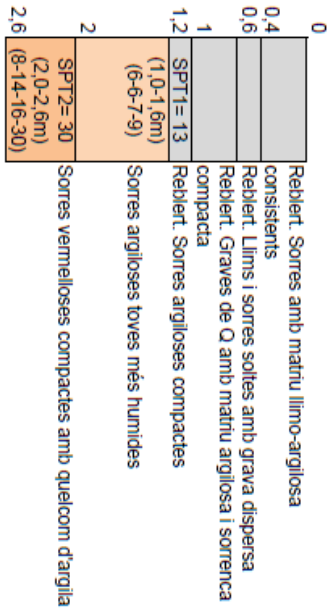 0
Reblert. Sorres amb matriu llimo-argilosa
consistents
0,4
Reblert. Llims i sorres soltes amb grava dispersa
0,6
Reblert. Graves de Q amb matriu argilosa i sorrenca
compacta
1
SPT1= 13
Reblert. Sorres argiloses compactes
1,2
(1,0-1,6m)
(6-6-7-9)
Sorres argiloses toves més humides
2
SPT2= 30
(2,0-2,6m)
(8-14-16-30)
Sorres vermelloses compactes amb quelcom d'argila
2,6